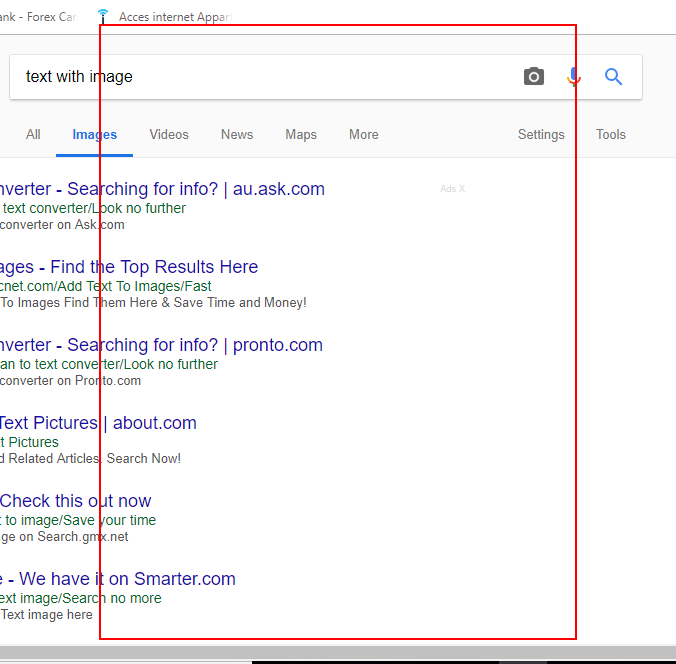 ank - Forex Car Acces internet Appar
text with image
All Images Videos News Maps More Settings Tools
nverter - Searching for info? | au.ask.com
Ads X
text converter/Look no further
converter on Ask.com
ages - Find the Top Results Here
cnet.com/Add Text To Images/Fast
To Images Find Them Here & Save Time and Money!
nverter - Searching for info? | pronto.com
an to text converter/Look no further
converter on Pronto.com
Text Pictures | about.com
t Pictures
d Related Articles. Search Now!
Check this out now
t to image/Save your time
ge on Search.gmx.net
e - We have it on Smarter.com
ext image/Search no more
Text image here